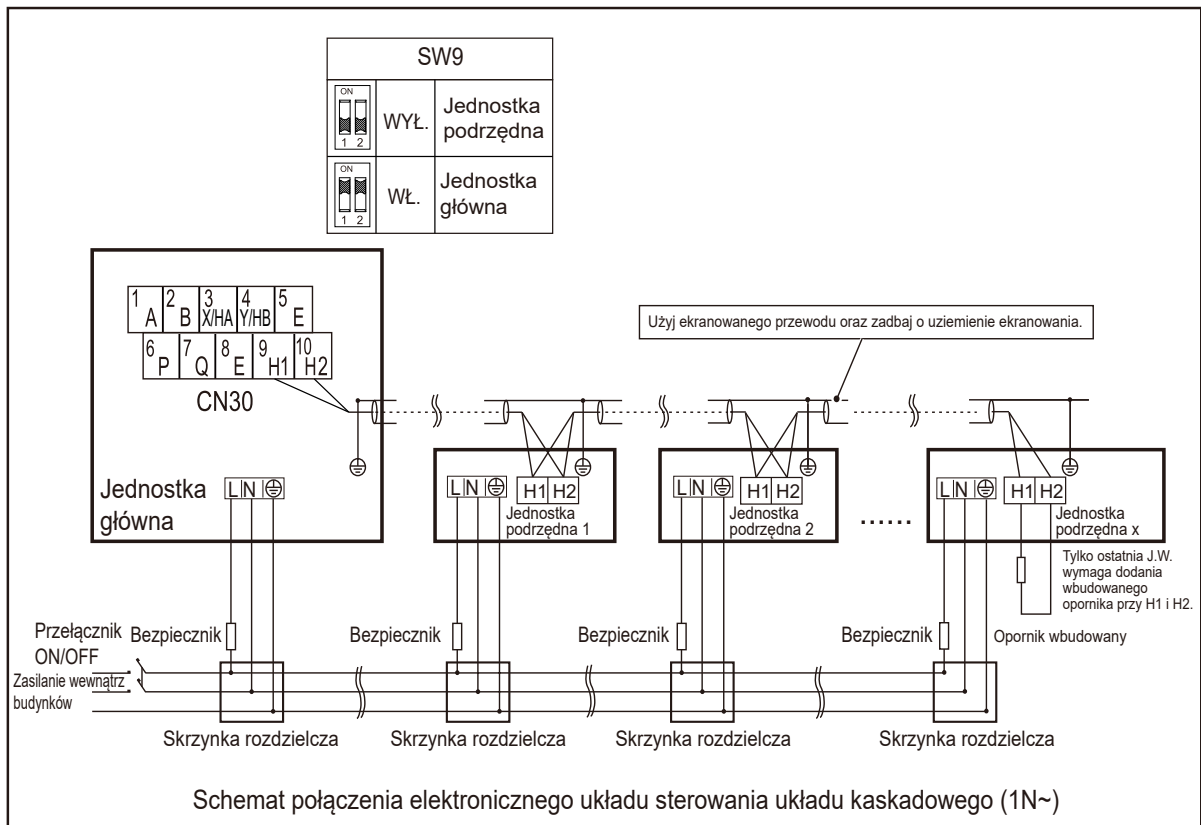 SW9
ON
1 2
WYŁ.
Jednostka
podrzędna
ON
1 2
WŁ.
Jednostka
główna
1 A 2 B 3 X/HA 4 Y/HB 5 E
6 P 7 Q 8 E 9 H1 10 H2
CN30
Użyj ekranowanego przewodu oraz zadbaj o uziemienie ekranowania.
Jednostka
główna
L N
L N
H1 H2
Jednostka
podrzędna 1
L N
H1 H2
Jednostka
podrzędna 2
......
L N
H1 H2
Jednostka
podrzędna x
Tylko ostatnia J.W.
wymaga dodania
wbudowanego
opornika przy H1 i H2.
Przełącznik
ON/OFF
Bezpiecznik
Bezpiecznik
Bezpiecznik
Bezpiecznik
Opornik wbudowany
Zasilanie wewnątrz
budynków
Skrzynka rozdzielcza
Skrzynka rozdzielcza
Skrzynka rozdzielcza
Skrzynka rozdzielcza
Schemat połączenia elektronicznego układu sterowania układu kaskadowego (1N~)